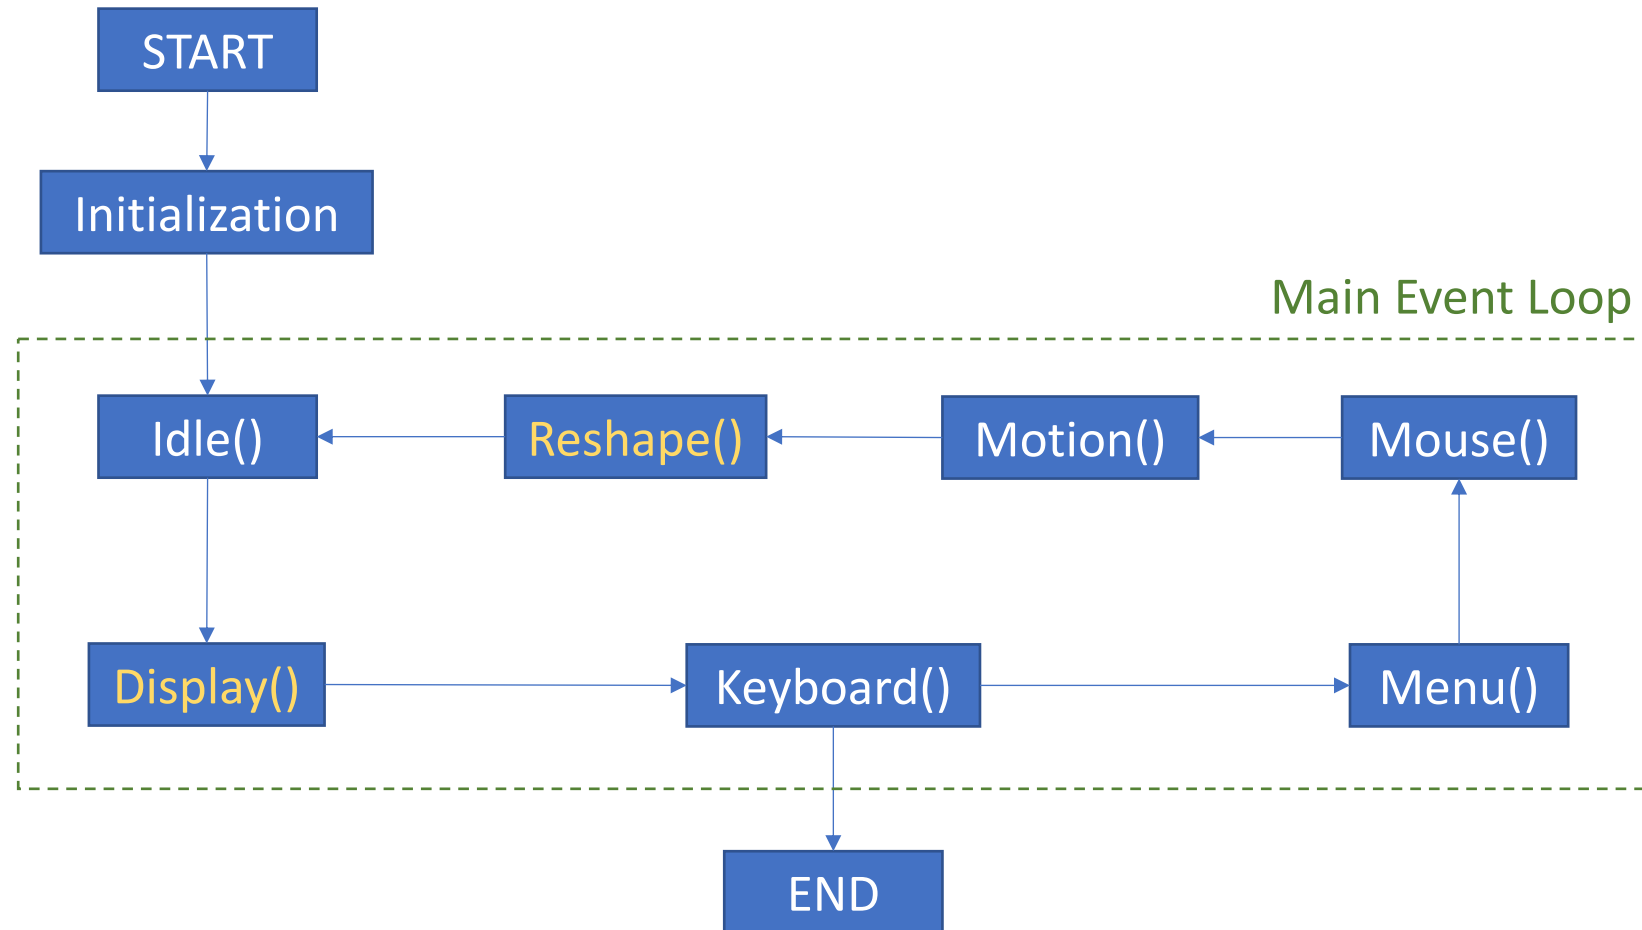 START
Initialization
Main Event Loop
Idle()
Reshape()
Motion()
Mouse()
Display()
Keyboard()
Menu()
END